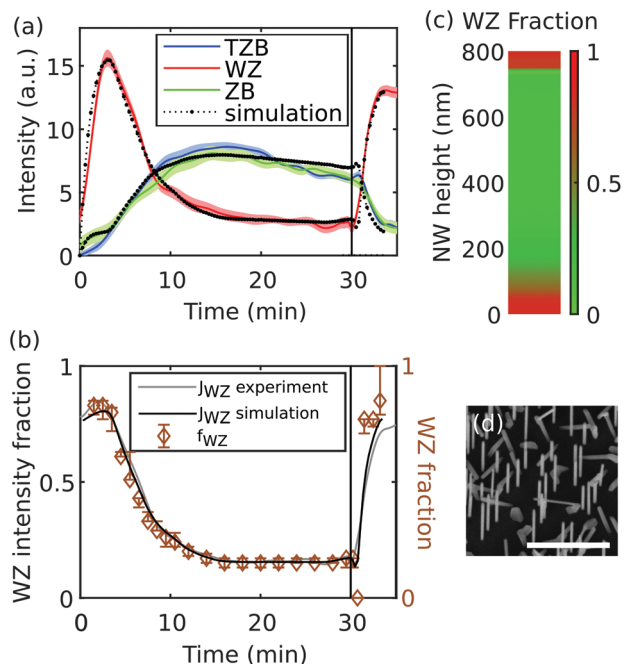 (a)
15
10
5
0
Intensity (a.u.)
TZB
WZ
ZB
simulation
0 10 20 30
Time (min)
(c) WZ Fraction
800
600
400
200
0
NW height (nm)
1
0.5
0
(b)
1
0.5
0
WZ intensity fraction
J_WZ experiment
J_WZ simulation
f_WZ
1
0
WZ fraction
0 10 20 30
Time (min)
(d)